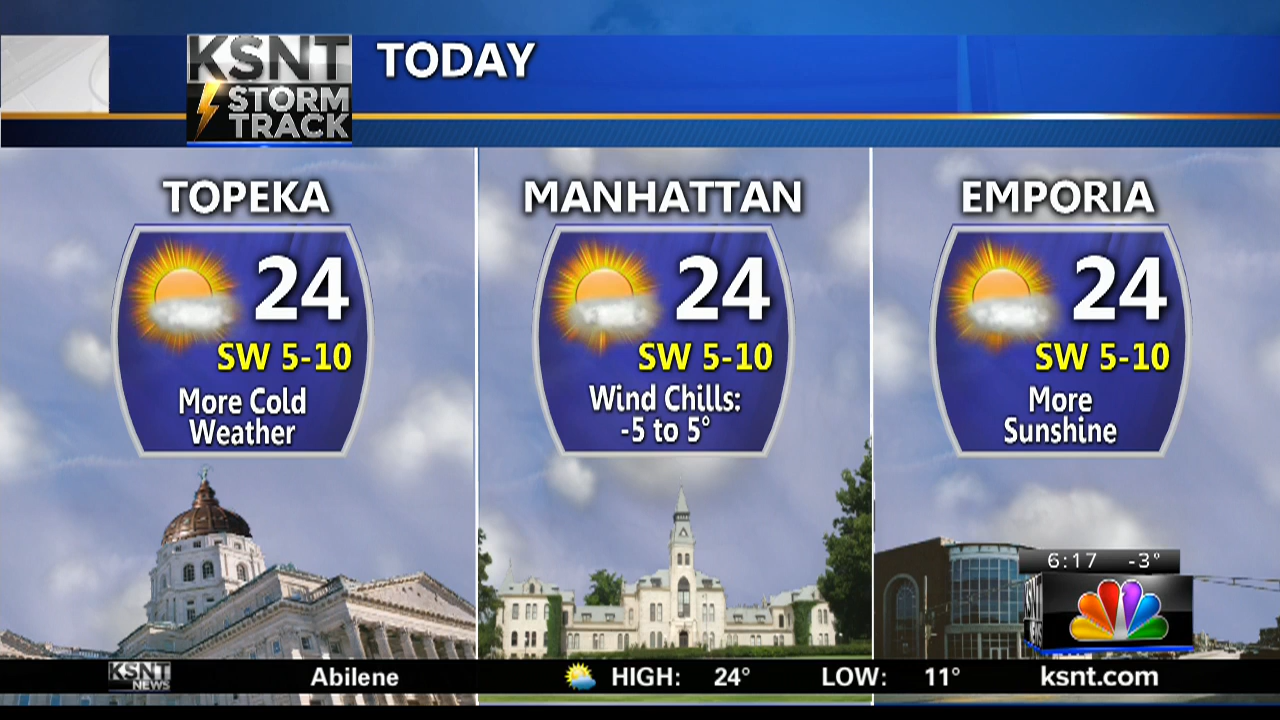 KSNT
STORM
TRACK
TODAY
TOPEKA
24
SW 5-10
More Cold
Weather
MANHATTAN
24
SW 5-10
Wind Chills:
-5 to 5°
EMPORIA
24
SW 5-10
More
Sunshine
6:17 -3°
KSNT NEWS
KSNT
NEWS
Abilene HIGH: 24° LOW: 11° ksnt.com